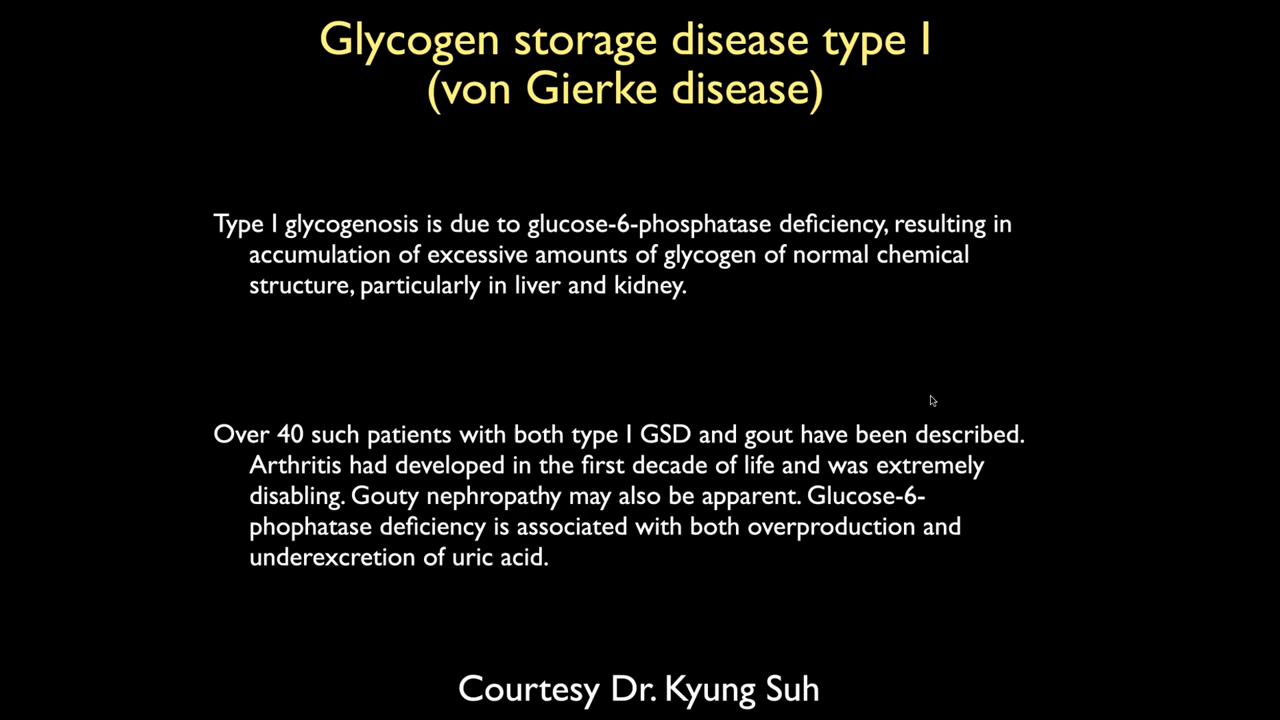 Glycogen storage disease type I
(von Gierke disease)
Type I glycogenosis is due to glucose-6-phosphatase deficiency, resulting in
accumulation of excessive amounts of glycogen of normal chemical
structure, particularly in liver and kidney.
Over 40 such patients with both type I GSD and gout have been described.
Arthritis had developed in the first decade of life and was extremely
disabling. Gouty nephropathy may also be apparent. Glucose-6-
phophatase deficiency is associated with both overproduction and
underexcretion of uric acid.
Courtesy Dr. Kyung Suh